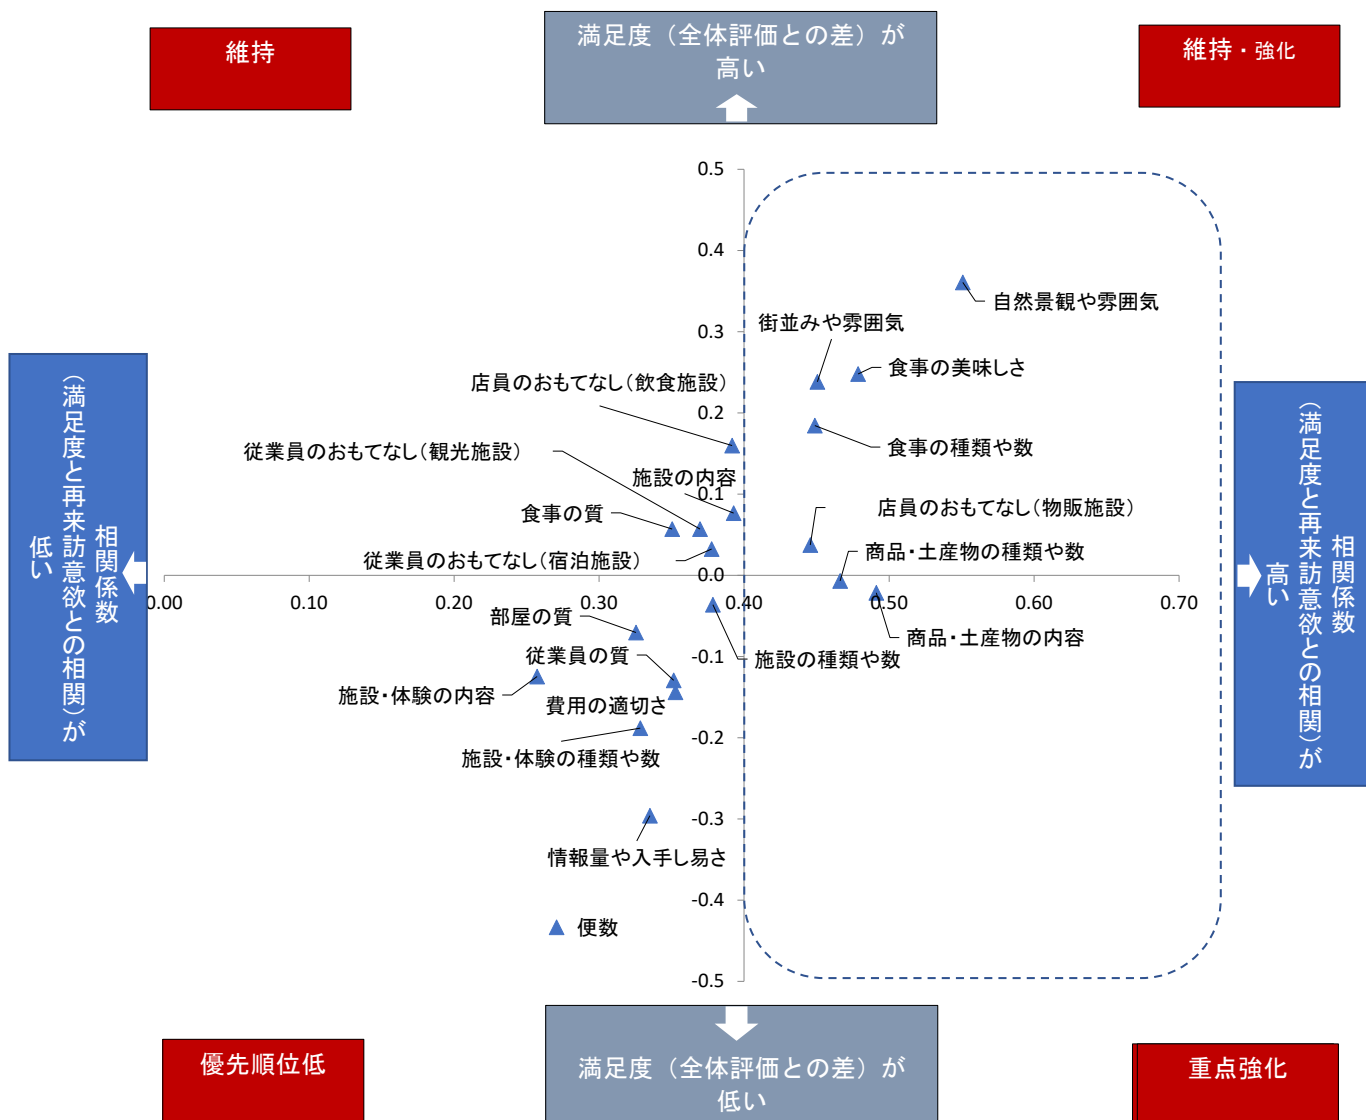 維持
満足度（全体評価との差）が
高い
維持・強化
0.5
0.4
自然景観や雰囲気
0.3
街並みや雰囲気
食事の美味しさ
店員のおもてなし（飲食施設）
0.2
従業員のおもてなし（観光施設）
食事の種類や数
施設の内容
0.1
食事の質
店員のおもてなし（物販施設）
従業員のおもてなし（宿泊施設）
商品・土産物の種類や数
0.0
0.00
0.10
0.20
0.30
0.40
0.50
0.60
0.70
相関係数
（満足度と再来訪意欲との相関）が
低い
相関係数
（満足度と再来訪意欲との相関）が
高い
部屋の質
商品・土産物の内容
従業員の質
施設の種類や数
-0.1
施設・体験の内容
費用の適切さ
-0.2
施設・体験の種類や数
-0.3
情報量や入手し易さ
-0.4
便数
-0.5
優先順位低
満足度（全体評価との差）が
低い
重点強化